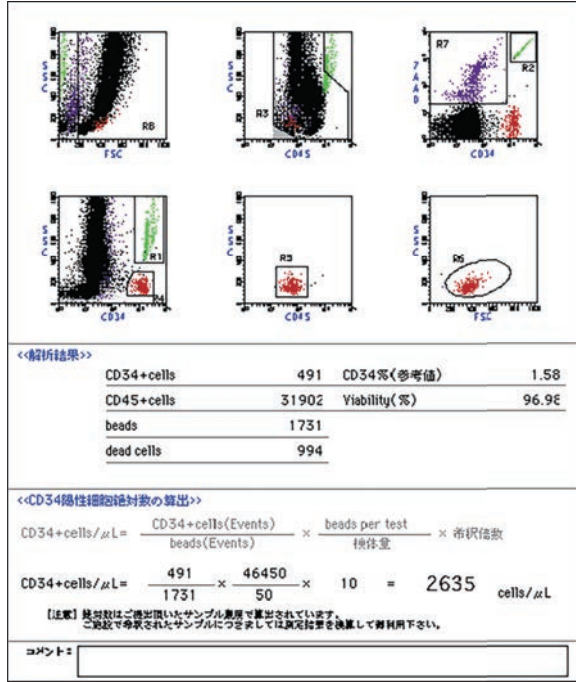 SSC
R8
FSC
SSC
R3
CD45
7AAD
R7
R2
CD34
SSC
R1
R4
CD34
SSC
R9
CD45
SSC
R6
FSC
<<解析結果>>
CD34+cells 491 CD34%(参考値) 1.58
CD45+cells 31902 Viability(%) 96.98
beads 1731
dead cells 994
<<CD34陽性細胞絶対数の算出>>
CD34+cells/μL= CD34+cells(Events) / beads(Events) × beads per test / 検体量 × 希釈倍数
CD34+cells/μL= 491 / 1731 × 46450 / 50 × 10 = 2635 cells/μL
【注意】 絶対数はご提出頂いたサンプル
で算出されています。
ご施設で希釈されたサンプルにつきましては測定結果を換算して御利用下さい。
コメント: